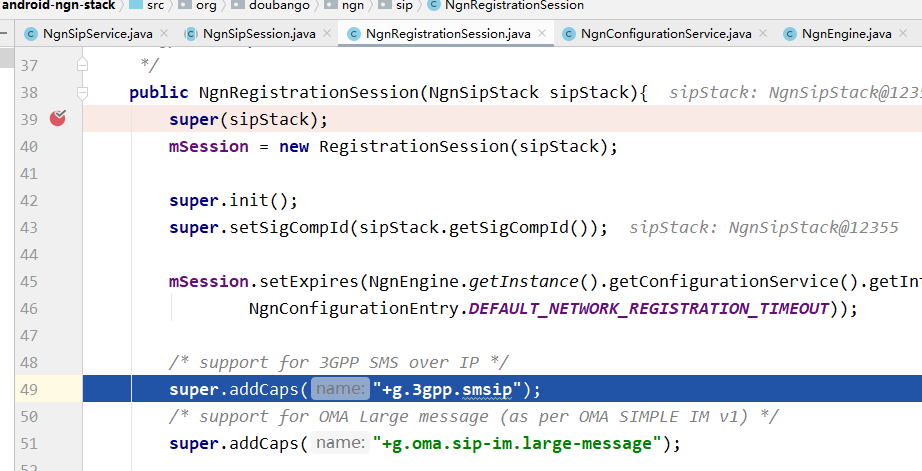 android-ngn-stack › src › org › doubango › ngn › sip › NgnRegistrationSession
NgnSipService.java NgnSipSession.java NgnRegistrationSession.java NgnConfigurationService.java NgnEngine.java
37 */
38 public NgnRegistrationSession(NgnSipStack sipStack){ sipStack: NgnSipStack@1235
39 super(sipStack);
40 mSession = new RegistrationSession(sipStack);
41
42 super.init();
43 super.setSigCompId(sipStack.getSigCompId()); sipStack: NgnSipStack@12355
44
45 mSession.setExpires(NgnEngine.getInstance().getConfigurationService().getInt
46 NgnConfigurationEntry.DEFAULT_NETWORK_REGISTRATION_TIMEOUT));
47
48 /* support for 3GPP SMS over IP */
49 super.addCaps( name: "+g.3gpp.smsip");
50 /* support for OMA Large message (as per OMA SIMPLE IM v1) */
51 super.addCaps( name: "+g.oma.sip-im.large-message");
52